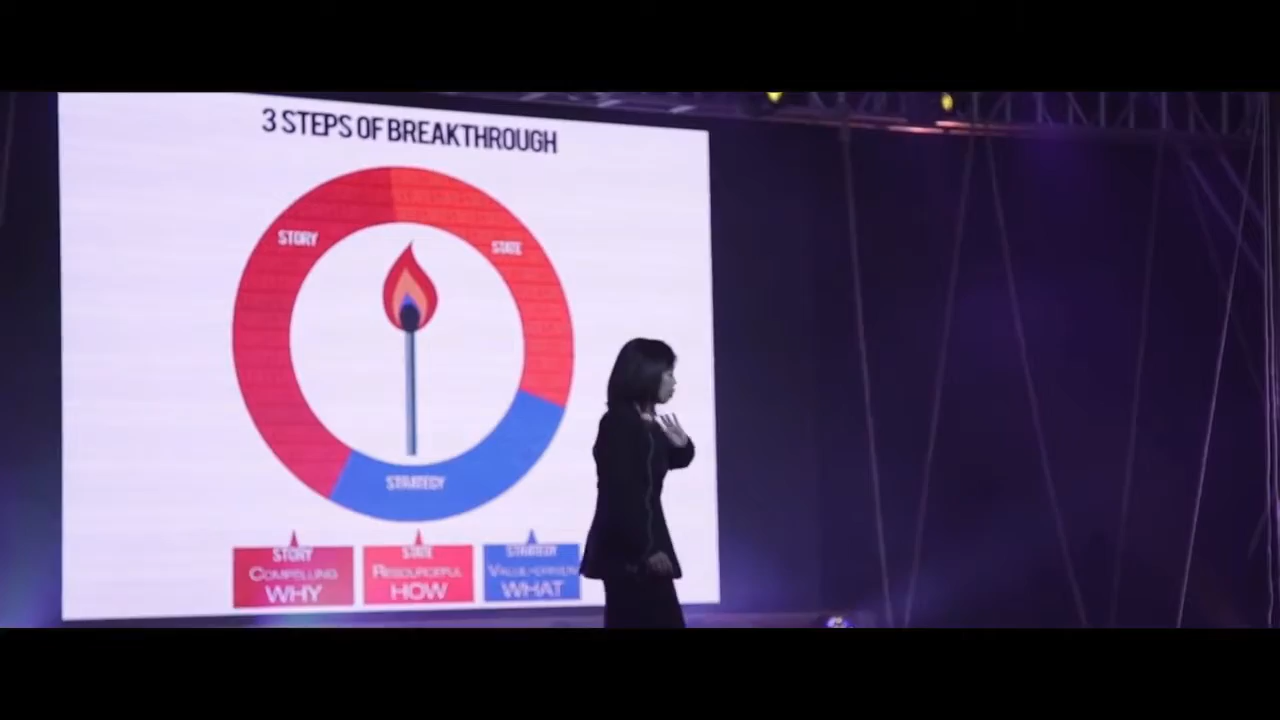 3 STEPS OF BREAKTHROUGH
STORY
STATE
STRATEGY
STORY
COMPELLING
WHY
STATE
RESOURCEFUL
HOW
STRATEGY
WHAT